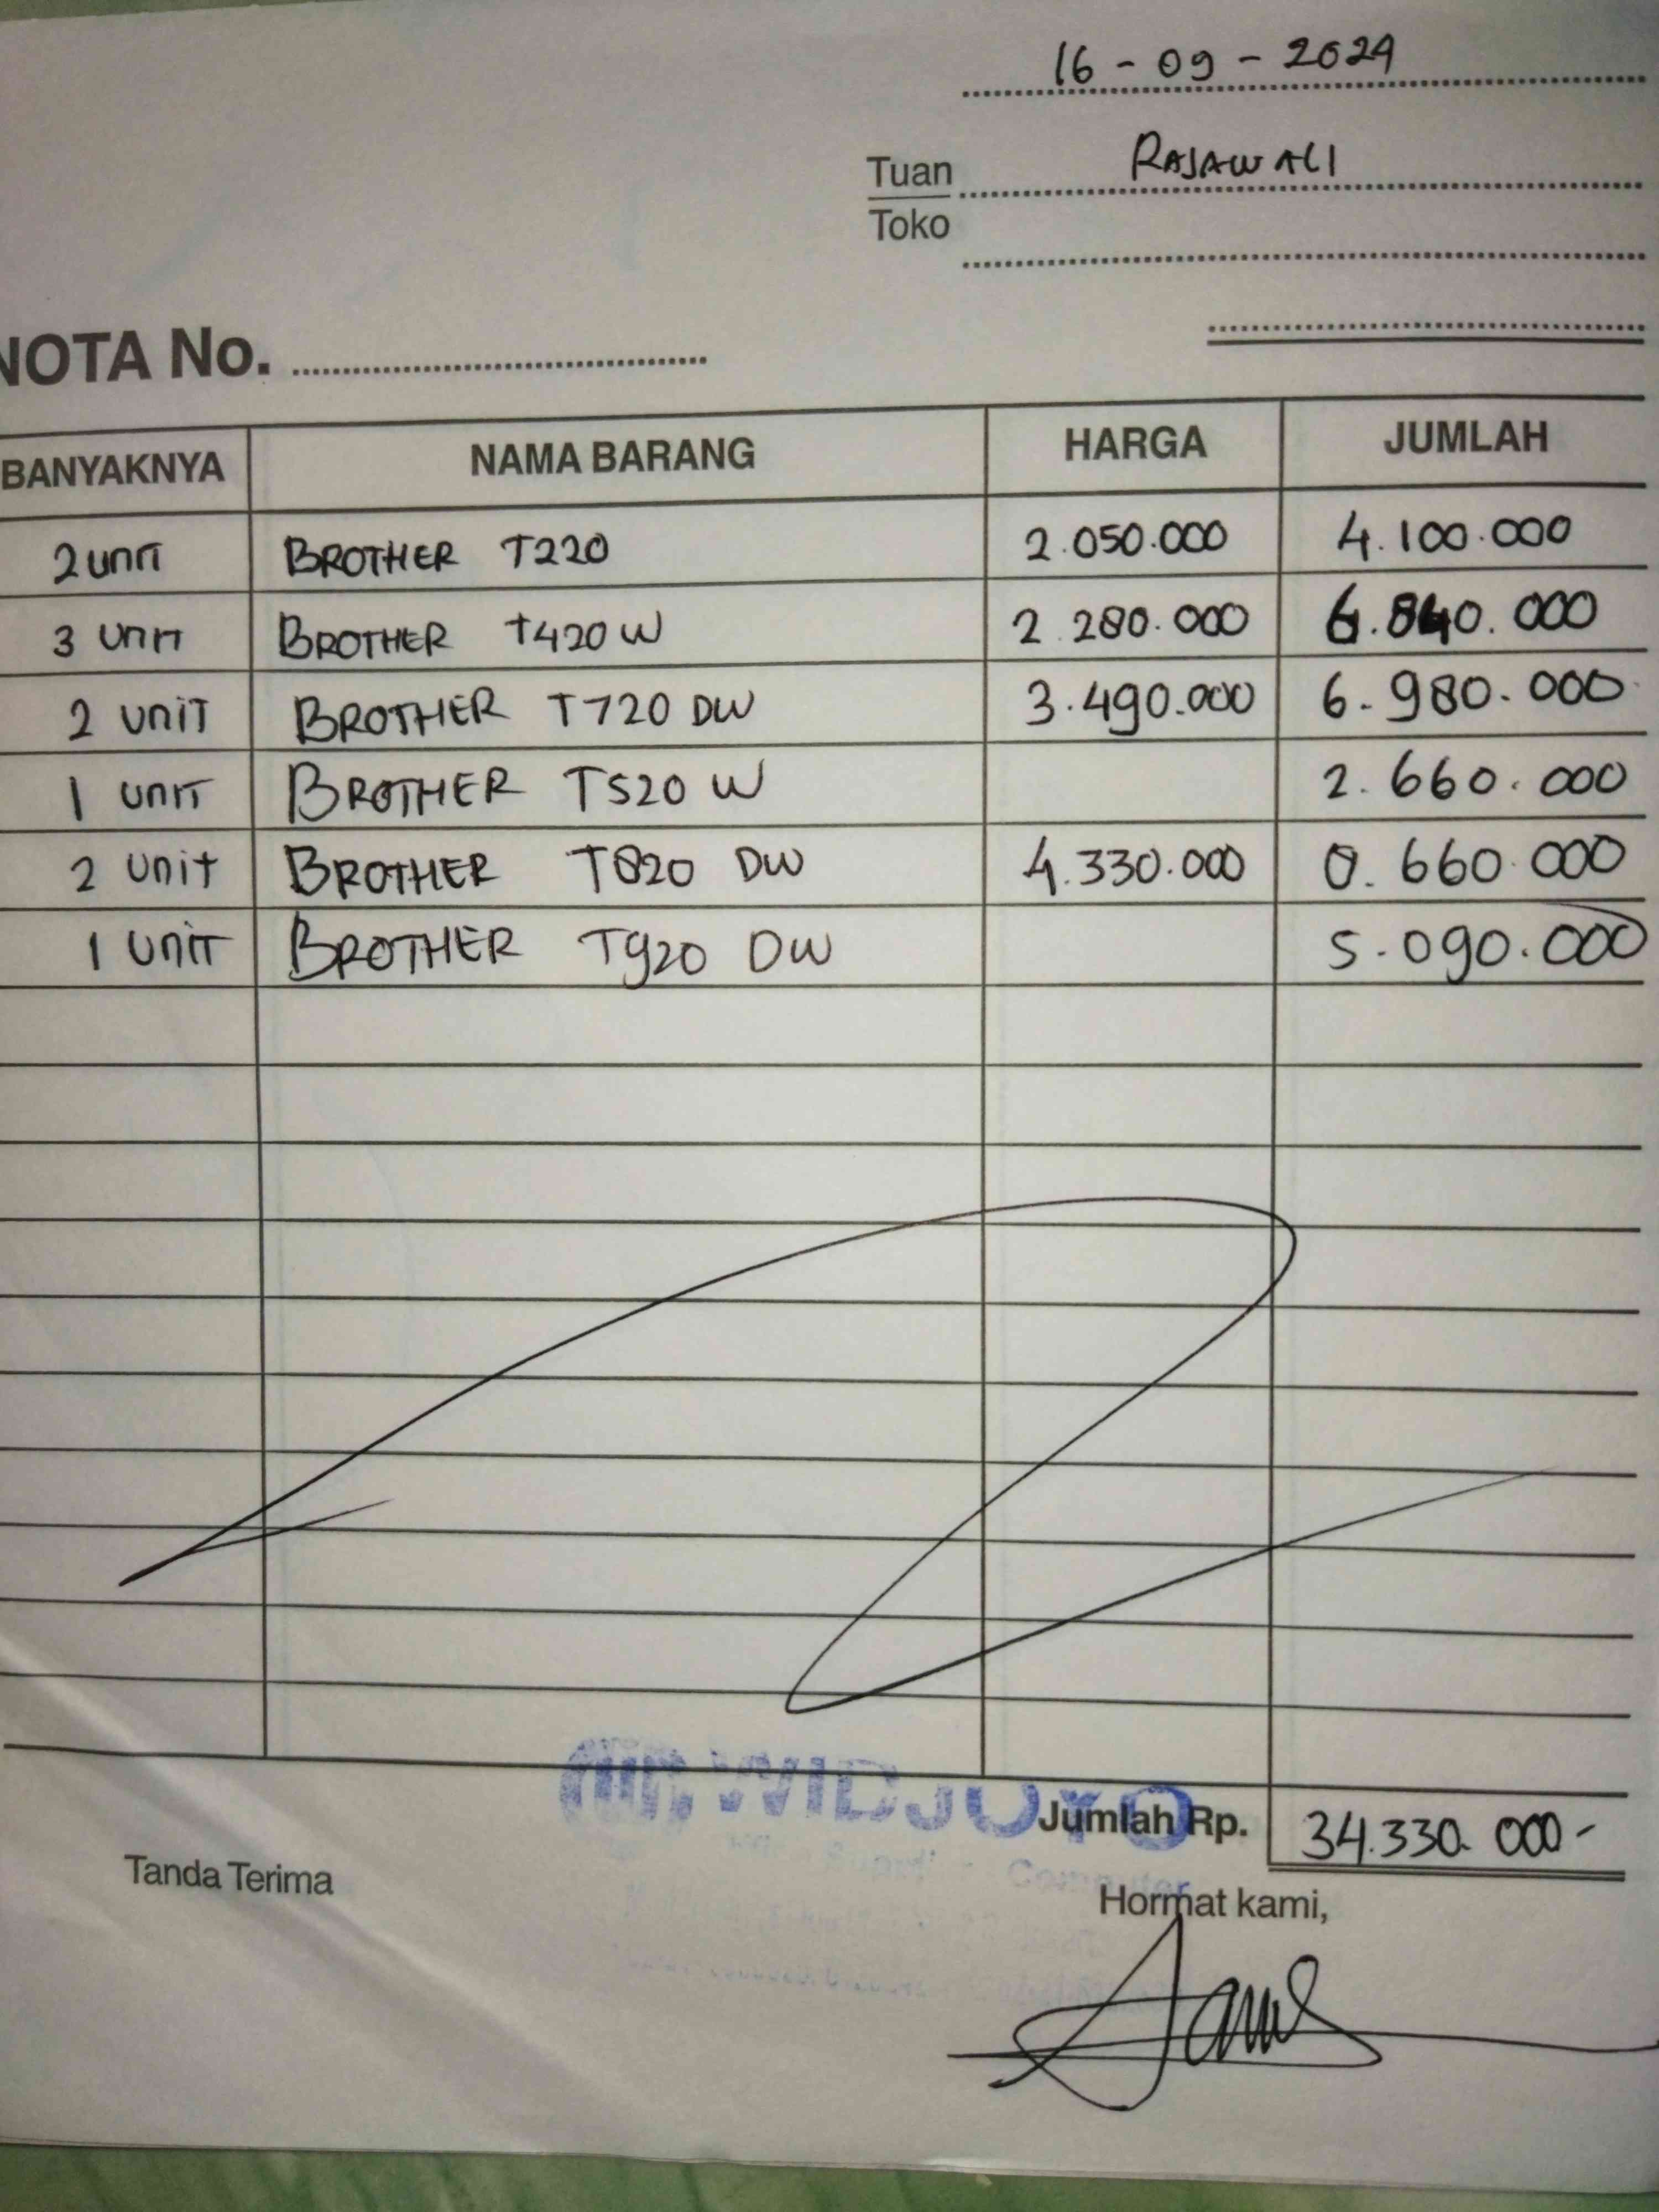 16 - 09 - 2024
Tuan RAJAWALI
Toko
NOTA No.
BANYAKNYA NAMA BARANG HARGA JUMLAH
2 unit BROTHER T220 2.050.000 4.100.000
3 unit BROTHER T420 W 2.280.000 6.840.000
2 unit BROTHER T720 DW 3.490.000 6.980.000
1 unit BROTHER T520 W 2.660.000
2 unit BROTHER T820 DW 4.330.000 8.660.000
1 unit BROTHER T920 DW 5.090.000
WIDJOYO
Jumlah Rp. 34.330.000-
Computer
Tanda Terima
Hormat kami,